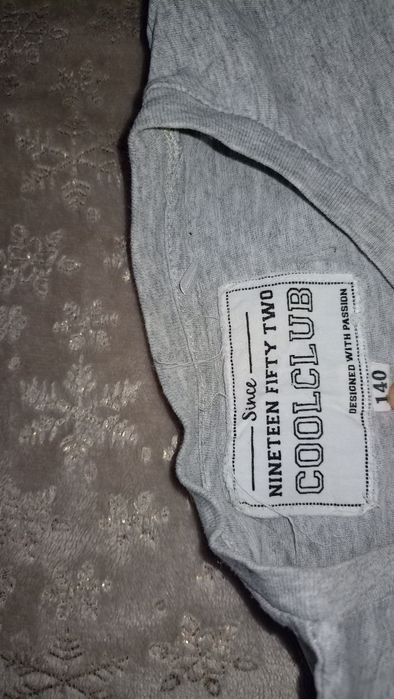 Since
NINETEEN FIFTY TWO
COOLCLUB
DESIGNED WITH PASSION
140